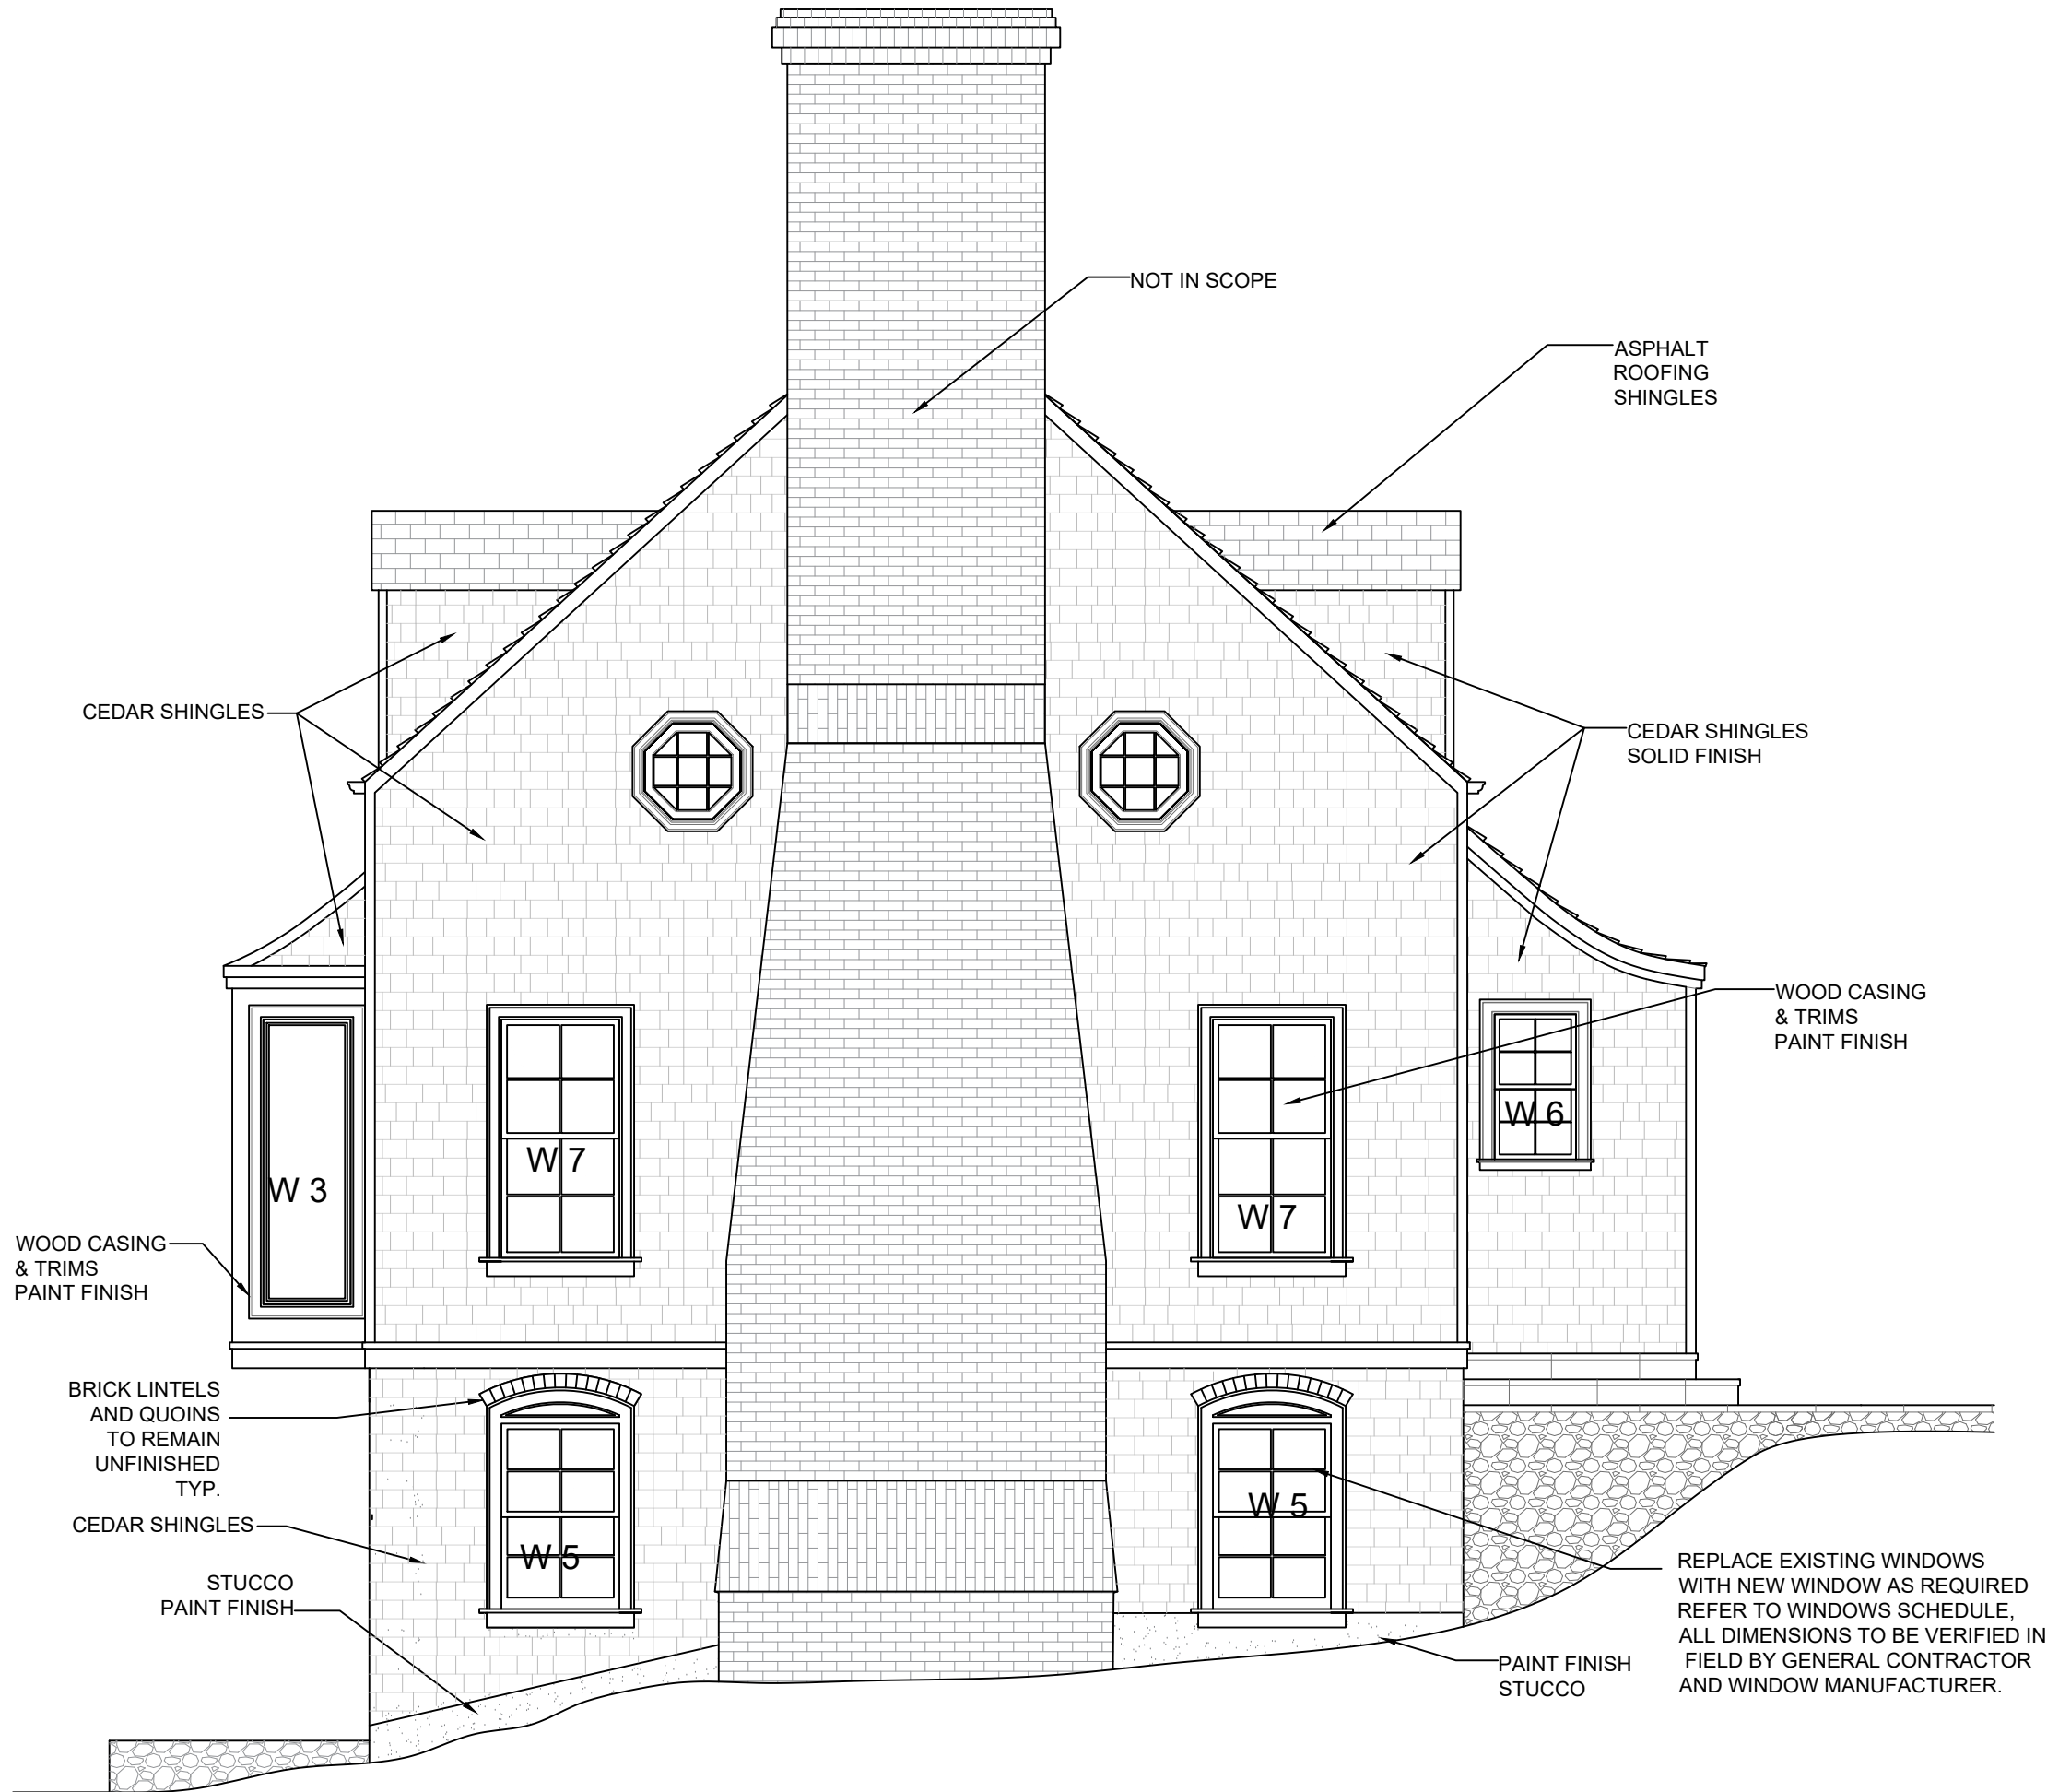 NOT IN SCOPE
ASPHALT
ROOFING
SHINGLES
CEDAR SHINGLES
CEDAR SHINGLES
SOLID FINISH
WOOD CASING
& TRIMS
PAINT FINISH
W 6
W 7
W 3
W 7
WOOD CASING
& TRIMS
PAINT FINISH
BRICK LINTELS
AND QUOINS
TO REMAIN
UNFINISHED
TYP.
W 5
CEDAR SHINGLES
W 5
STUCCO
PAINT FINISH
REPLACE EXISTING WINDOWS
WITH NEW WINDOW AS REQUIRED
REFER TO WINDOWS SCHEDULE,
ALL DIMENSIONS TO BE VERIFIED IN
FIELD BY GENERAL CONTRACTOR
AND WINDOW MANUFACTURER.
PAINT FINISH
STUCCO